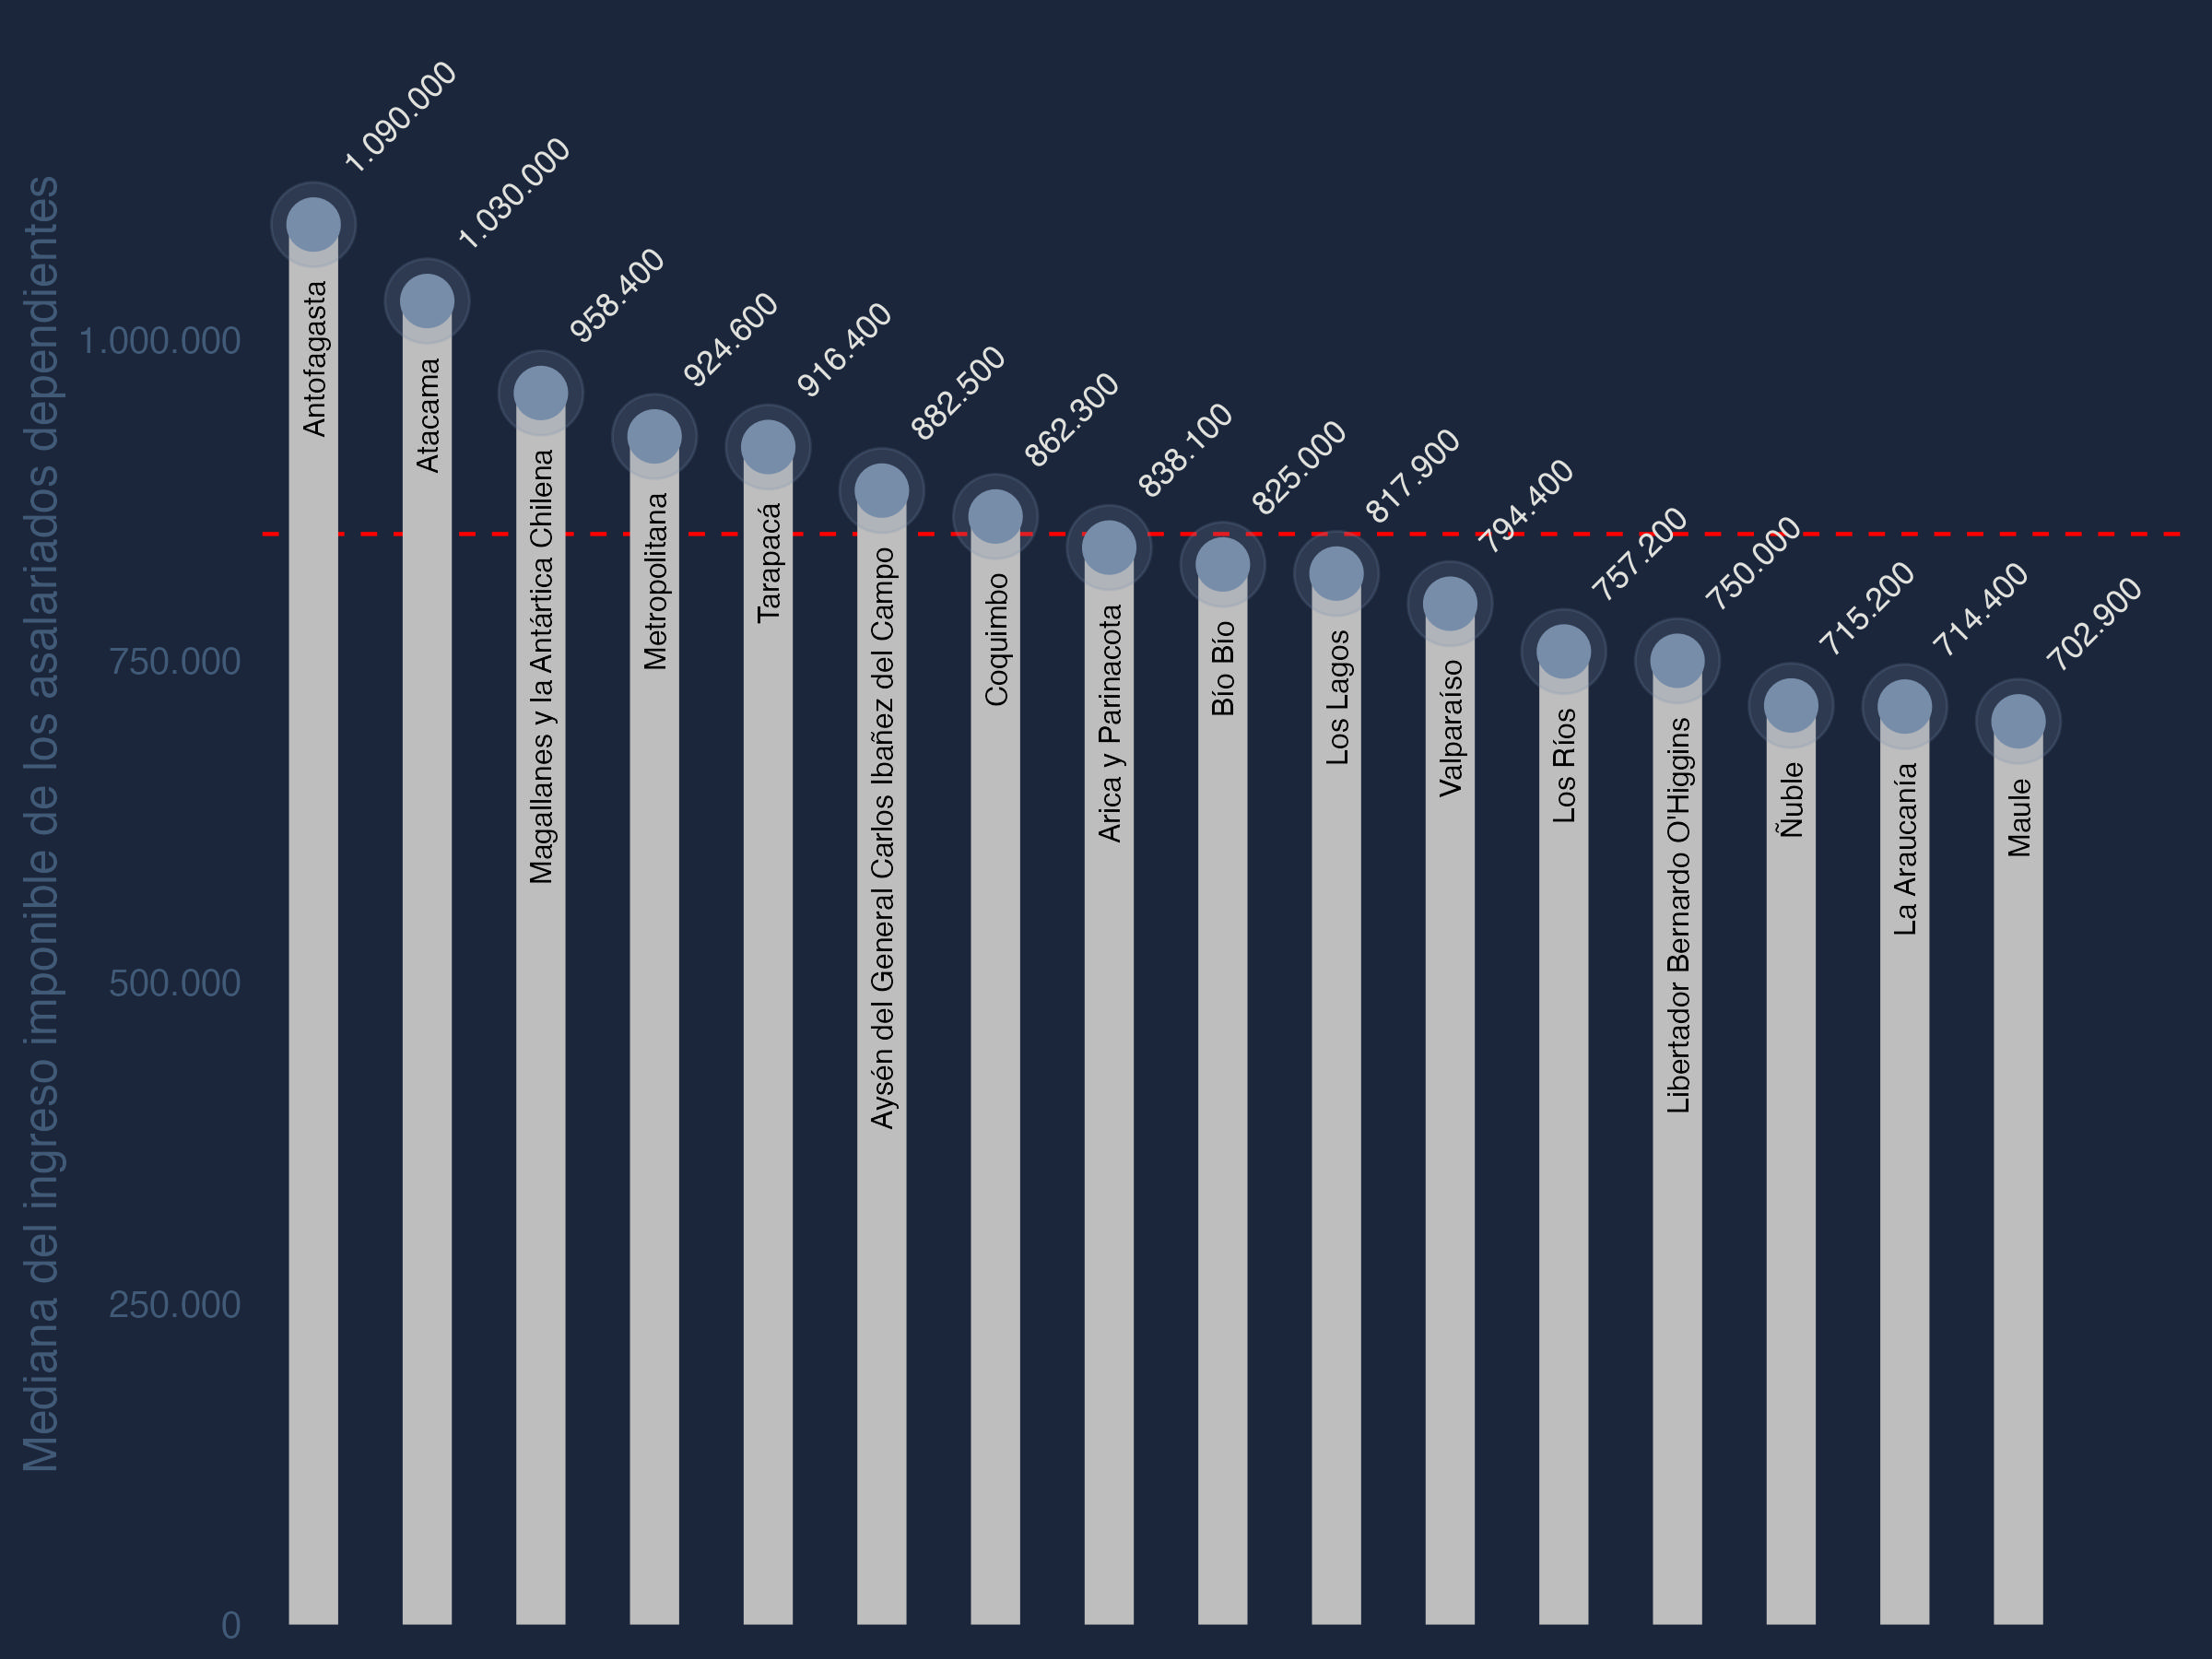 Mediana del ingreso imponible de los asalariados dependientes
1.000.000
750.000
500.000
250.000
0
1.090.000
1.030.000
958.400
924.600
916.400
882.500
862.300
838.100
825.000
817.900
794.400
757.200
750.000
715.200
714.400
702.900
Antofagasta
Atacama
Magallanes y la Antártica Chilena
Metropolitana
Tarapacá
Aysén del General Carlos Ibañez del Campo
Coquimbo
Arica y Parinacota
Bío Bío
Los Lagos
Valparaíso
Los Ríos
Libertador Bernardo O'Higgins
Ñuble
La Araucanía
Maule